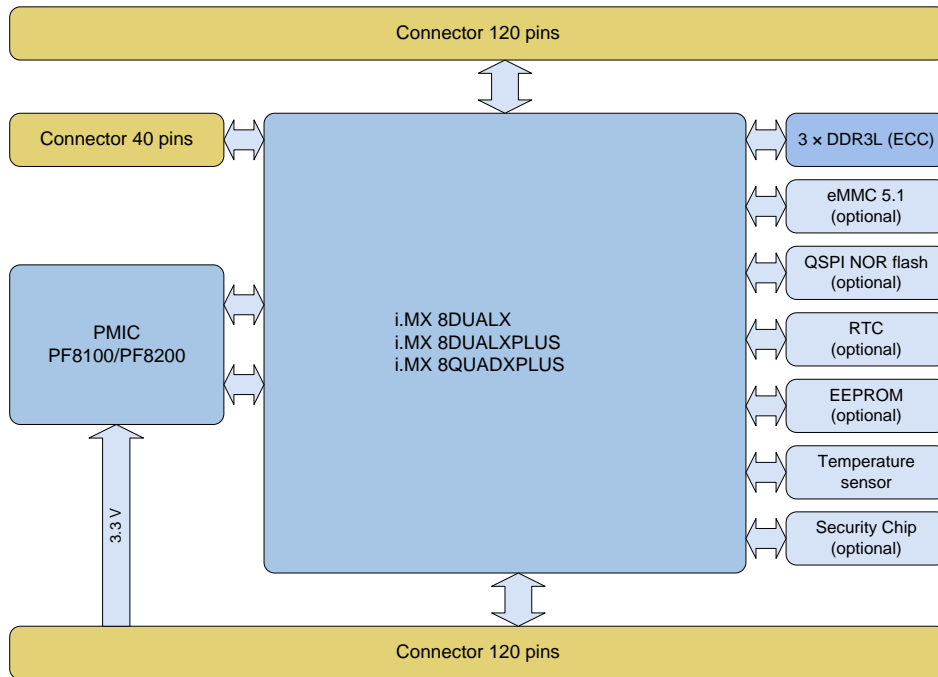 Connector 120 pins
Connector 40 pins
3 × DDR3L (ECC)
eMMC 5.1
(optional)
QSPI NOR flash
(optional)
PMIC
PF8100/PF8200
i.MX 8DUALX
i.MX 8DUALXPLUS
i.MX 8QUADXPLUS
RTC
(optional)
EEPROM
(optional)
Temperature
sensor
Security Chip
(optional)
3.3 V
Connector 120 pins